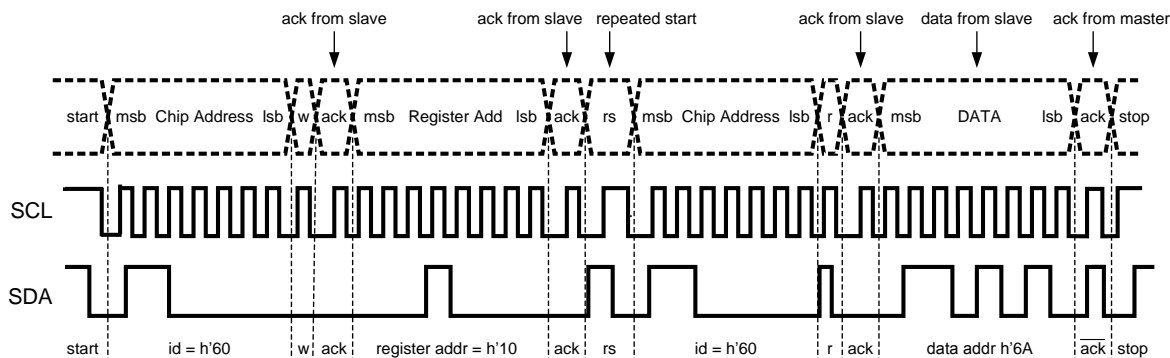 ack from slave ack from slave repeated start ack from slave data from slave ack from master
start msb Chip Address lsb w ack msb Register Add lsb ack rs msb Chip Address lsb r ack msb DATA lsb ack stop
SCL
SDA
start id = h'60 w ack register addr = h'10 ack rs id = h'60 r ack data addr h'6A ack stop